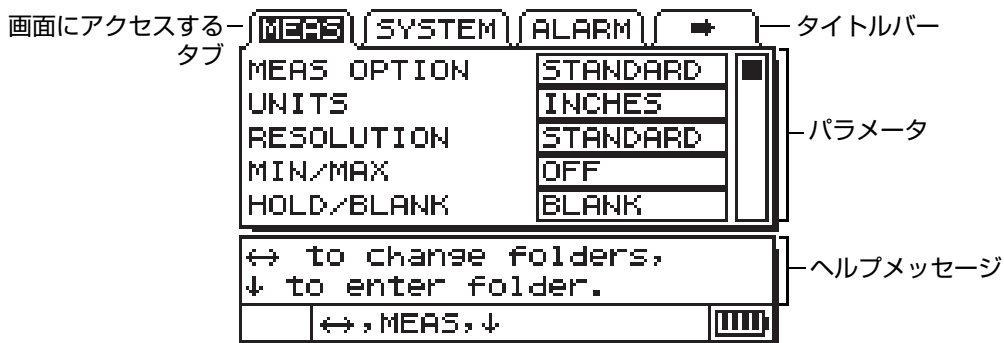 画面にアクセスする
タブ
MEAS SYSTEM ALARM ➡
タイトルバー
MEAS OPTION STANDARD
UNITS INCHES
RESOLUTION STANDARD
MIN/MAX OFF
HOLD/BLANK BLANK
パラメータ
↔ to change folders,
↓ to enter folder.
ヘルプメッセージ
↔,MEAS,↓